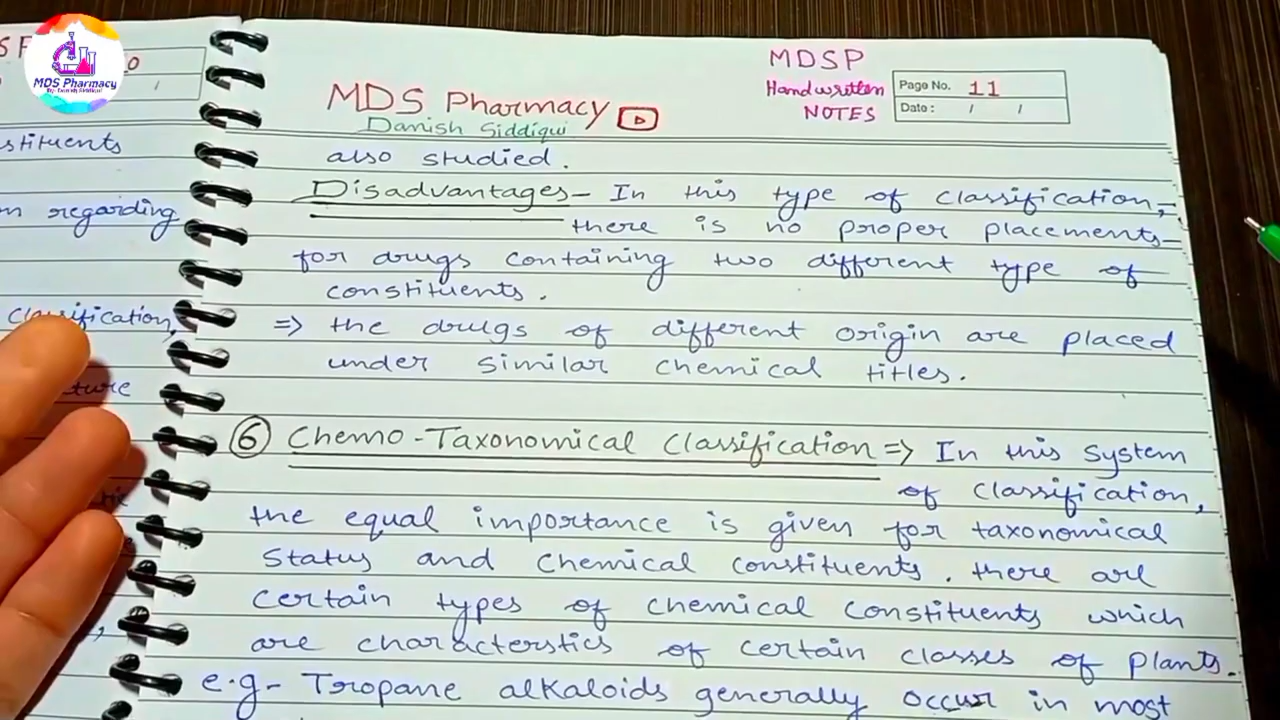 MDS Pharmacy
By: Danish Siddiqui
stituents
regarding
classification,
ture
MDSP
Handwritten
NOTES
Page No. 11
Date : / /
MDS Pharmacy
Danish Siddiqui
also studied.
Disadvantages- In this type of classification,
there is no proper placements
for drugs containing two different type of
constituents.
⇒ the drugs of different origin are placed
under similar chemical titles.
6 Chemo-Taxonomical Classification ⇒ In this System
of classification,
the equal importance is given for taxonomical
Status and chemical constituents. there are
certain types of chemical constituents which
are characterstics of certain classes of plants.
e.g- Tropane alkaloids generally occur in most